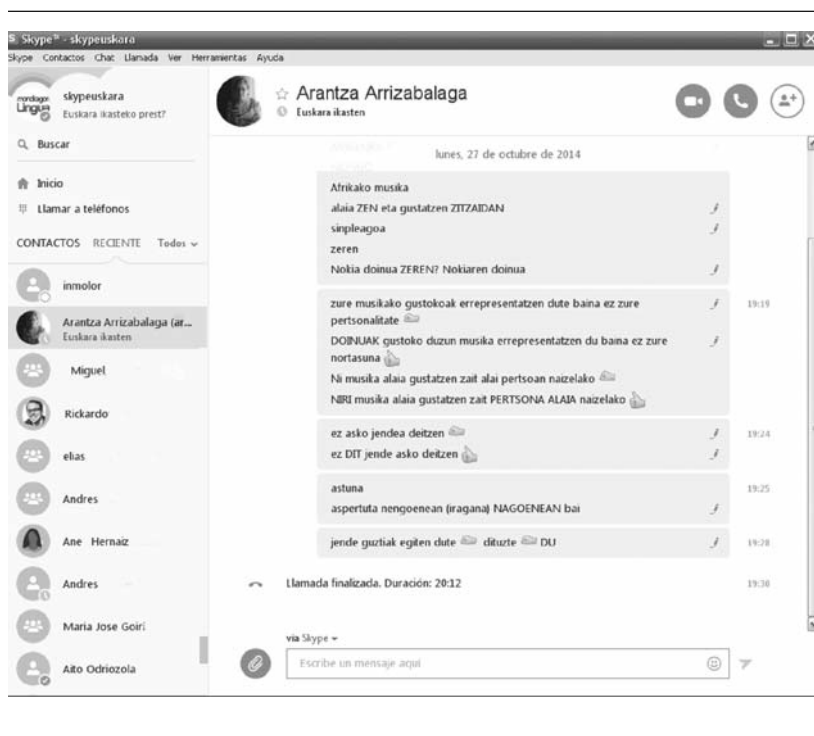 Skype™ - skypeuskara
Skype Contactos Chat Llamada Ver Herramientas Ayuda
mondragon
Lingua
skypeuskara
Euskara ikasteko prest?
Buscar
Inicio
Llamar a teléfonos
CONTACTOS RECIENTE Todos
inmolor
Arantza Arrizabalaga (ar...
Euskara ikasten
Miguel
Rickardo
elias
Andres
Ane Hernaiz
Andres
Maria Jose Goiri
Aito Odriozola
Arantza Arrizabalaga
Euskara ikasten
lunes, 27 de octubre de 2014
Afrikako musika
alaia ZEN eta gustatzen ZITZAIDAN
sinpleagoa
zeren
Nokia doinua ZEREN? Nokiaren doinua
zure musikako gustokoak errepresentatzen dute baina ez zure 19:19
pertsonalitate
DOINUAK gustoko duzun musika errepresentatzen du baina ez zure
nortasuna
Ni musika alaia gustatzen zait alai pertsoan naizelako
NIRI musika alaia gustatzen zait PERTSONA ALAIA naizelako
ez asko jendea deitzen 19:24
ez DIT jende asko deitzen
astuna 19:25
aspertuta nengoenean (iragana) NAGOENEAN bai
jende guztiak egiten dute dituzte DU 19:28
Llamada finalizada. Duración: 20:12 19:30
vía Skype
Escribe un mensaje aquí